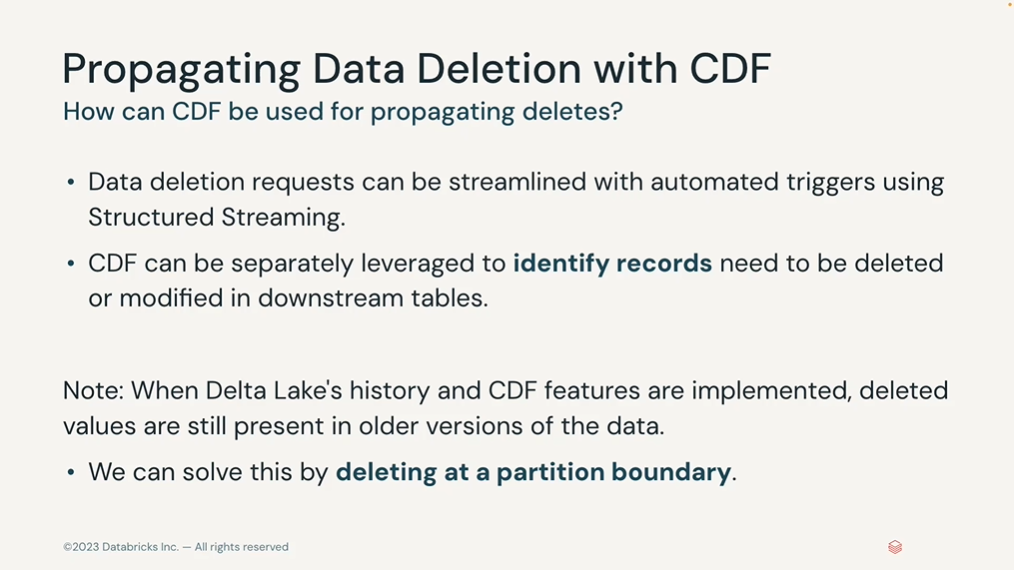 Propagating Data Deletion with CDF
How can CDF be used for propagating deletes?
• Data deletion requests can be streamlined with automated triggers using
Structured Streaming.
• CDF can be separately leveraged to identify records need to be deleted
or modified in downstream tables.
Note: When Delta Lake's history and CDF features are implemented, deleted
values are still present in older versions of the data.
• We can solve this by deleting at a partition boundary.
©2023 Databricks Inc. — All rights reserved